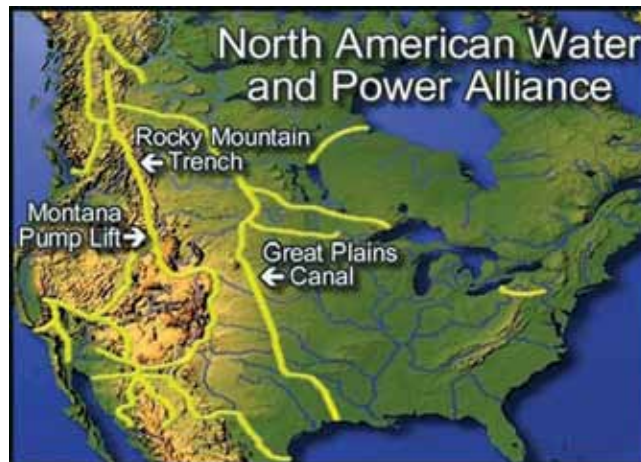 North American Water
and Power Alliance
Rocky Mountain
Trench
Montana
Pump Lift
Great Plains
Canal